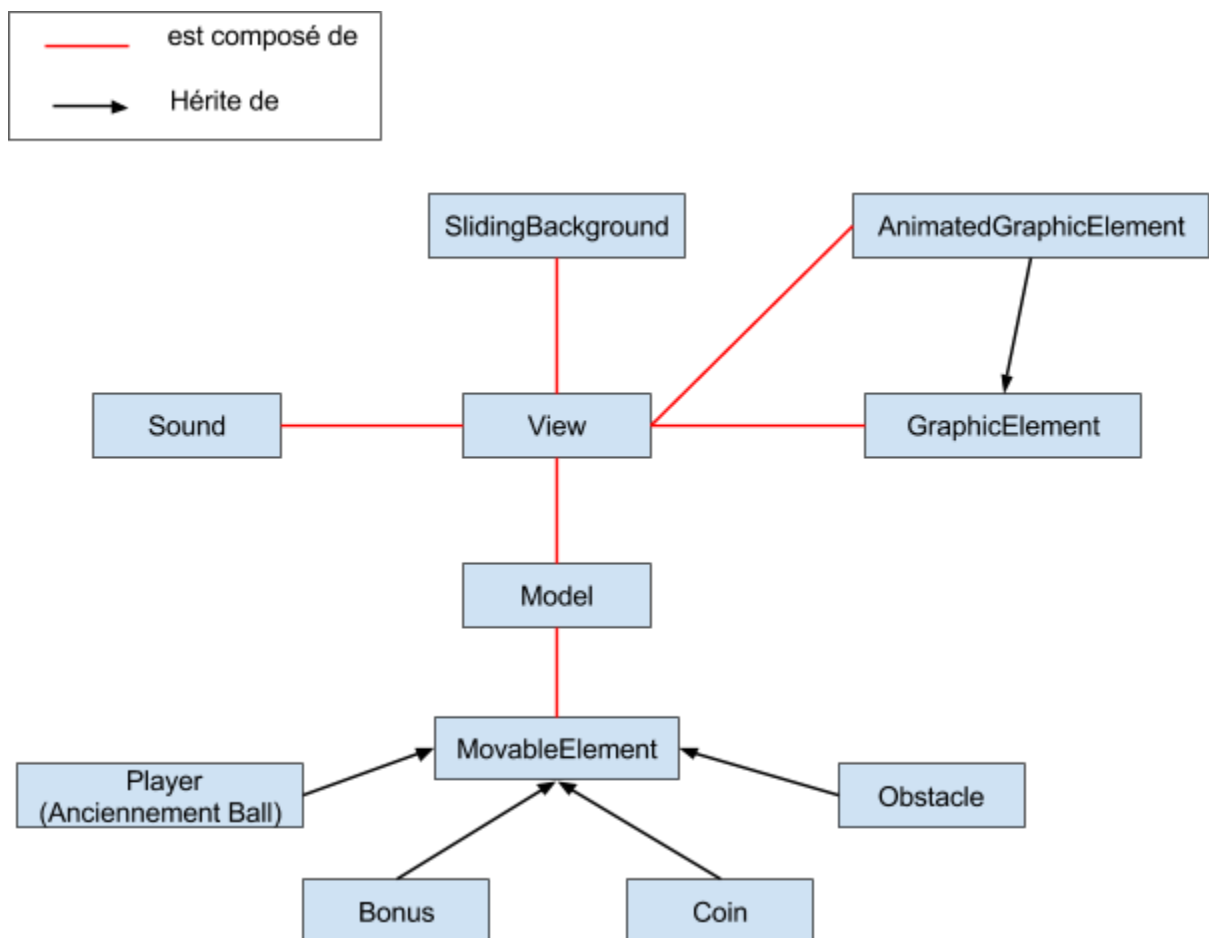 est composé de
Hérite de
SlidingBackground
AnimatedGraphicElement
Sound
View
GraphicElement
Model
MovableElement
Player
(Anciennement Ball)
Obstacle
Bonus
Coin